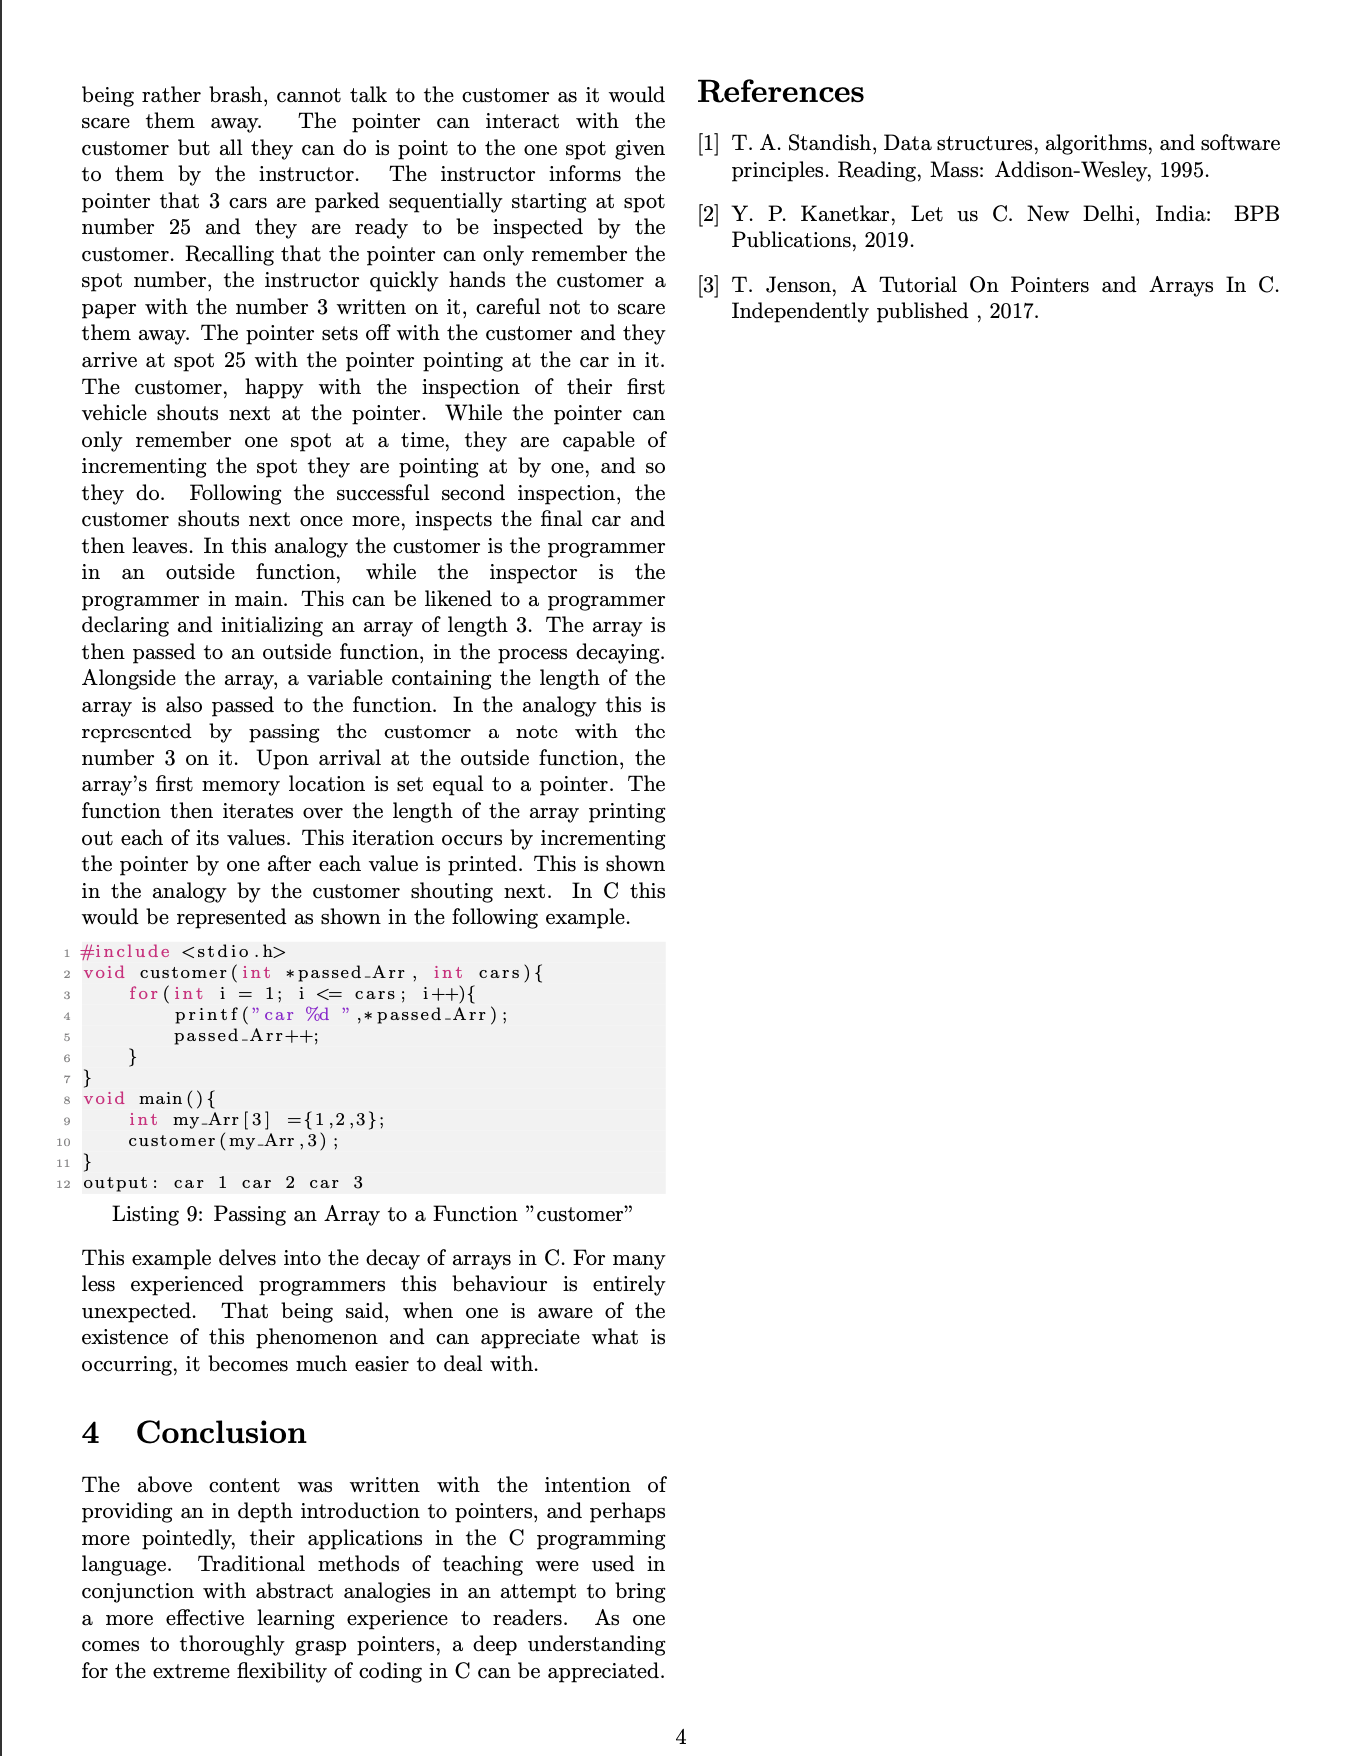 being rather brash, cannot talk to the customer as it would
scare them away. The pointer can interact with the
customer but all they can do is point to the one spot given
to them by the instructor. The instructor informs the
pointer that 3 cars are parked sequentially starting at spot
number 25 and they are ready to be inspected by the
customer. Recalling that the pointer can only remember the
spot number, the instructor quickly hands the customer a
paper with the number 3 written on it, careful not to scare
them away. The pointer sets off with the customer and they
arrive at spot 25 with the pointer pointing at the car in it.
The customer, happy with the inspection of their first
vehicle shouts next at the pointer. While the pointer can
only remember one spot at a time, they are capable of
incrementing the spot they are pointing at by one, and so
they do. Following the successful second inspection, the
customer shouts next once more, inspects the final car and
then leaves. In this analogy the customer is the programmer
in an outside function, while the inspector is the
programmer in main. This can be likened to a programmer
declaring and initializing an array of length 3. The array is
then passed to an outside function, in the process decaying.
Alongside the array, a variable containing the length of the
array is also passed to the function. In the analogy this is
represented by passing the customer a note with the
number 3 on it. Upon arrival at the outside function, the
array's first memory location is set equal to a pointer. The
function then iterates over the length of the array printing
out each of its values. This iteration occurs by incrementing
the pointer by one after each value is printed. This is shown
in the analogy by the customer shouting next. In C this
would be represented as shown in the following example.
1 #include <stdio.h>
2 void customer(int *passed_Arr, int cars){
3 for(int i = 1; i <= cars; i++){
4 printf("car %d ",*passed_Arr);
5 passed_Arr++;
6 }
7 }
8 void main(){
9 int my_Arr[3] ={1,2,3};
10 customer(my_Arr,3);
11 }
12 output: car 1 car 2 car 3
Listing 9: Passing an Array to a Function "customer"
This example delves into the decay of arrays in C. For many
less experienced programmers this behaviour is entirely
unexpected. That being said, when one is aware of the
existence of this phenomenon and can appreciate what is
occurring, it becomes much easier to deal with.
4 Conclusion
The above content was written with the intention of
providing an in depth introduction to pointers, and perhaps
more pointedly, their applications in the C programming
language. Traditional methods of teaching were used in
conjunction with abstract analogies in an attempt to bring
a more effective learning experience to readers. As one
comes to thoroughly grasp pointers, a deep understanding
for the extreme flexibility of coding in C can be appreciated.
References
[1] T. A. Standish, Data structures, algorithms, and software
principles. Reading, Mass: Addison-Wesley, 1995.
[2] Y. P. Kanetkar, Let us C. New Delhi, India: BPB
Publications, 2019.
[3] T. Jenson, A Tutorial On Pointers and Arrays In C.
Independently published , 2017.
4